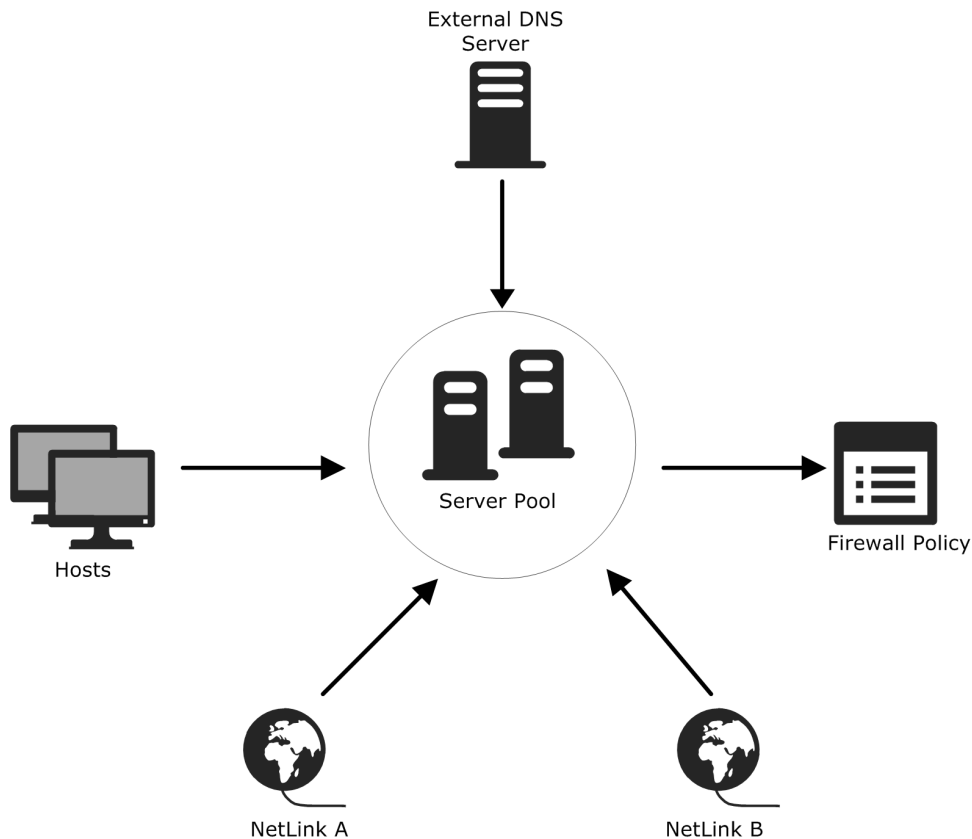 External DNS
Server
Server Pool
Hosts
Firewall Policy
NetLink A
NetLink B